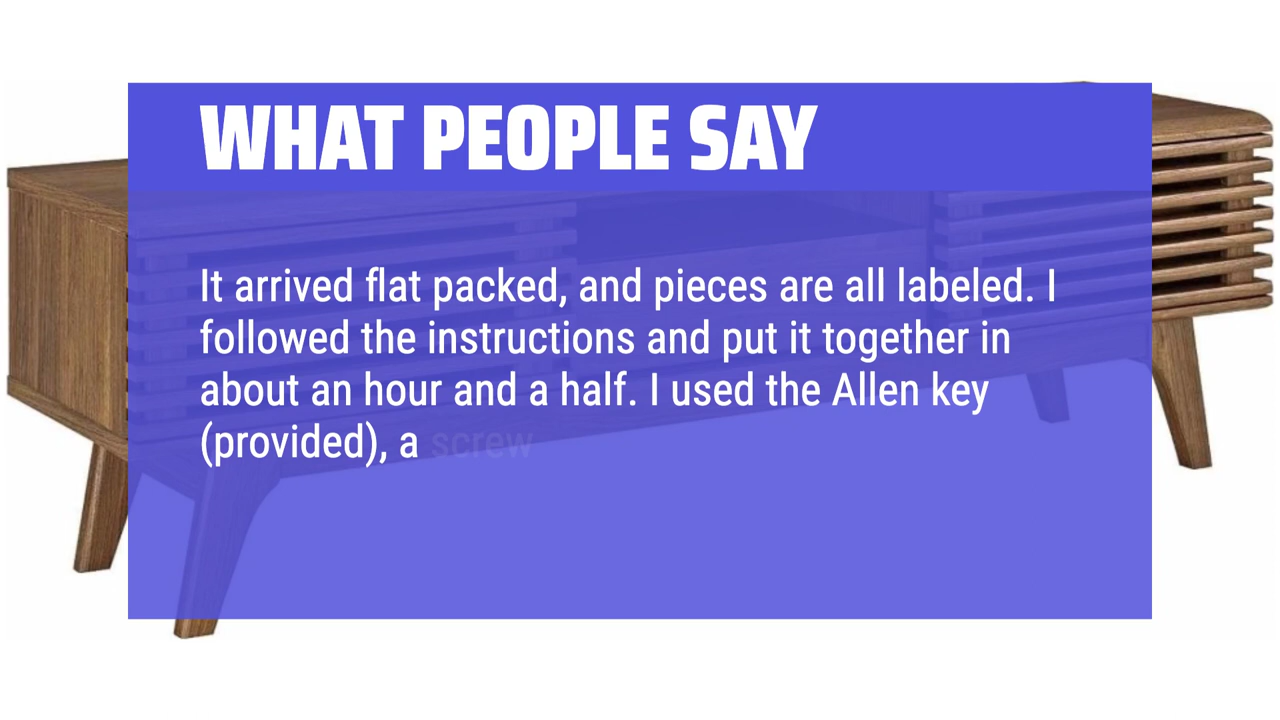 WHAT PEOPLE SAY
It arrived flat packed, and pieces are all labeled. I
followed the instructions and put it together in
about an hour and a half. I used the Allen key
(provided), a screw